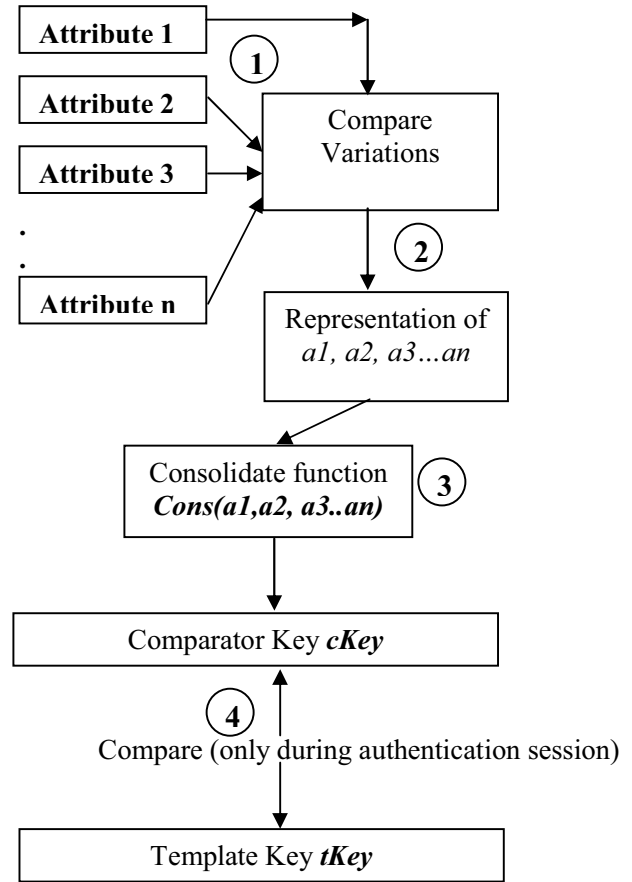 Attribute 1
1
Attribute 2
Compare
Variations
Attribute 3
.
.
2
Attribute n
Representation of
a1, a2, a3...an
Consolidate function
Cons(a1,a2, a3..an)
3
Comparator Key cKey
4
Compare (only during authentication session)
Template Key tKey